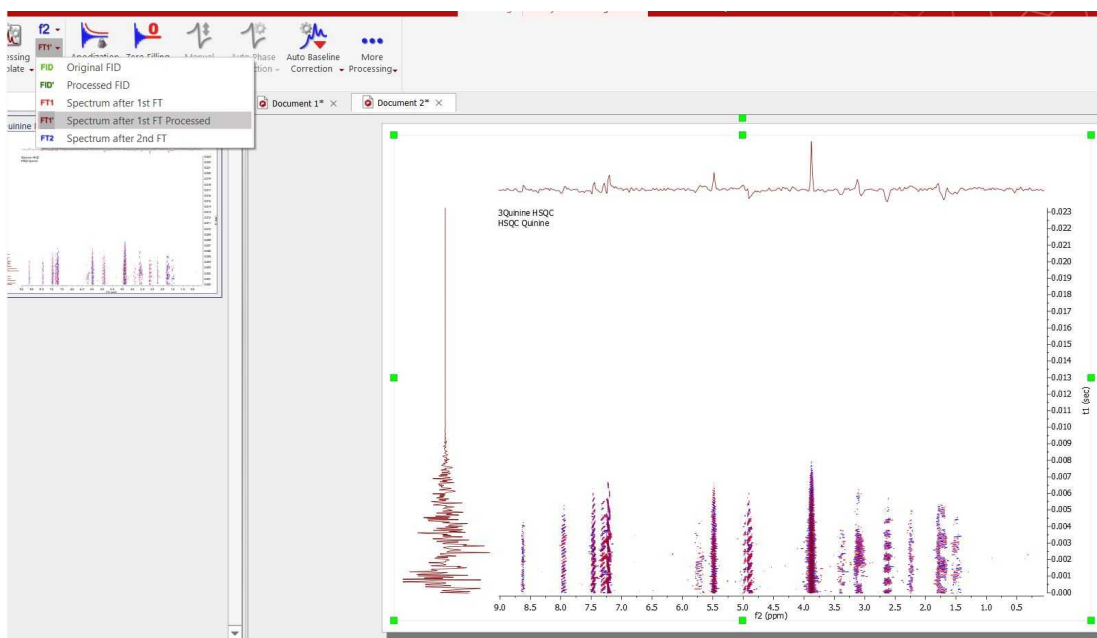 f2
FT1'
Apodization Zero Filling
Auto Phase Auto Baseline More
Correction Processing
FID Original FID
FID' Processed FID
FT1 Spectrum after 1st FT
FT1' Spectrum after 1st FT Processed
FT2 Spectrum after 2nd FT
Document 1* ×
Document 2* ×
3Quinine HSQC
HSQC Quinine
0.023
0.022
0.021
0.020
0.019
0.018
0.017
0.016
0.015
0.014
0.013
0.012
0.011
0.010
0.009
0.008
0.007
0.006
0.005
0.004
0.003
0.002
0.001
0.000
t1 (sec)
9.0 8.5 8.0 7.5 7.0 6.5 6.0 5.5 5.0 4.5 4.0 3.5 3.0 2.5 2.0 1.5 1.0 0.5
f2 (ppm)